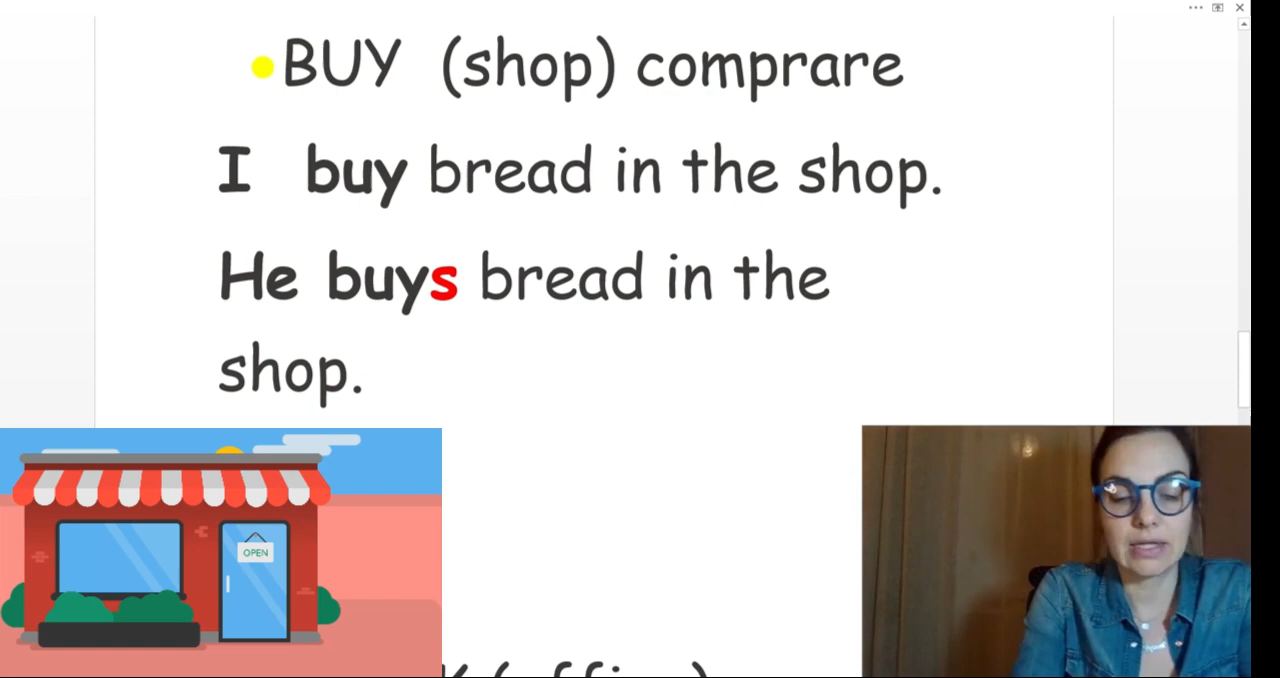 BUY (shop) comprare
I buy bread in the shop.
He buys bread in the
shop.
OPEN